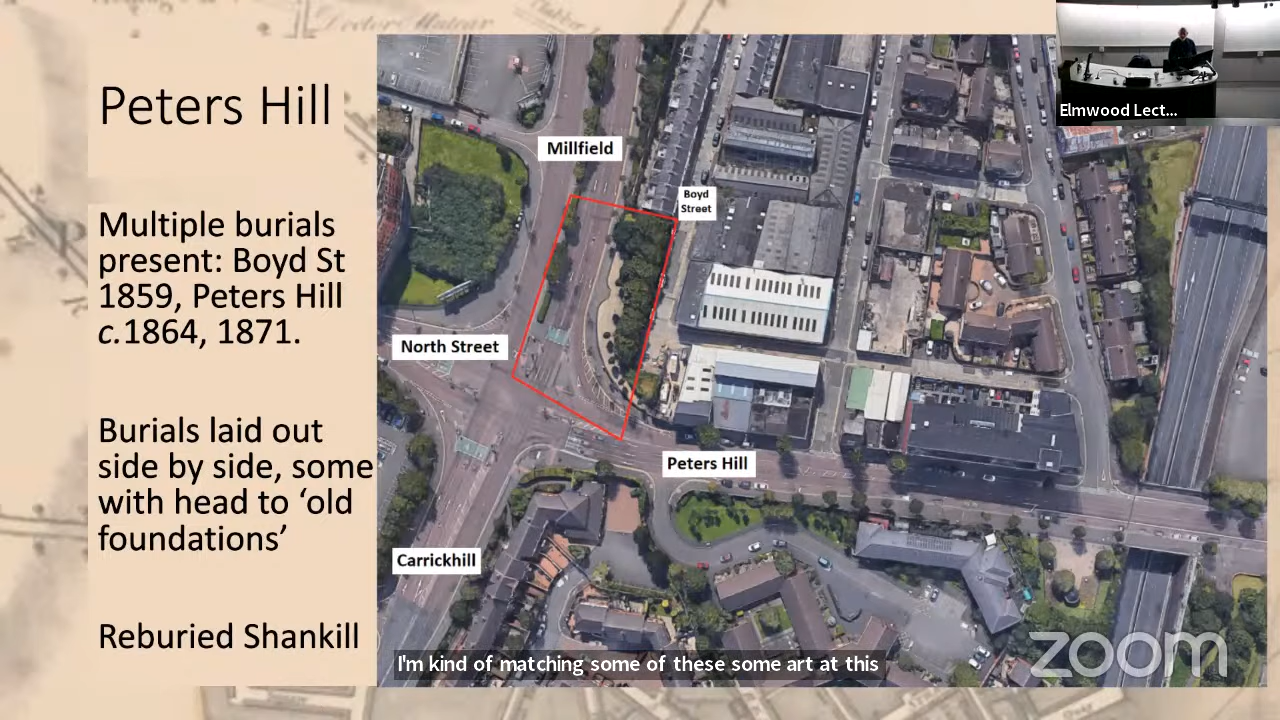 Doctors
Peters Hill
Multiple burials
present: Boyd St
1859, Peters Hill
c.1864, 1871.
Burials laid out
side by side, some
with head to ‘old
foundations’
Reburied Shankill
Millfield
Boyd
Street
North Street
Peters Hill
Carrickhill
Elmwood Lect...
I'm kind of matching some of these some art at this
zoom